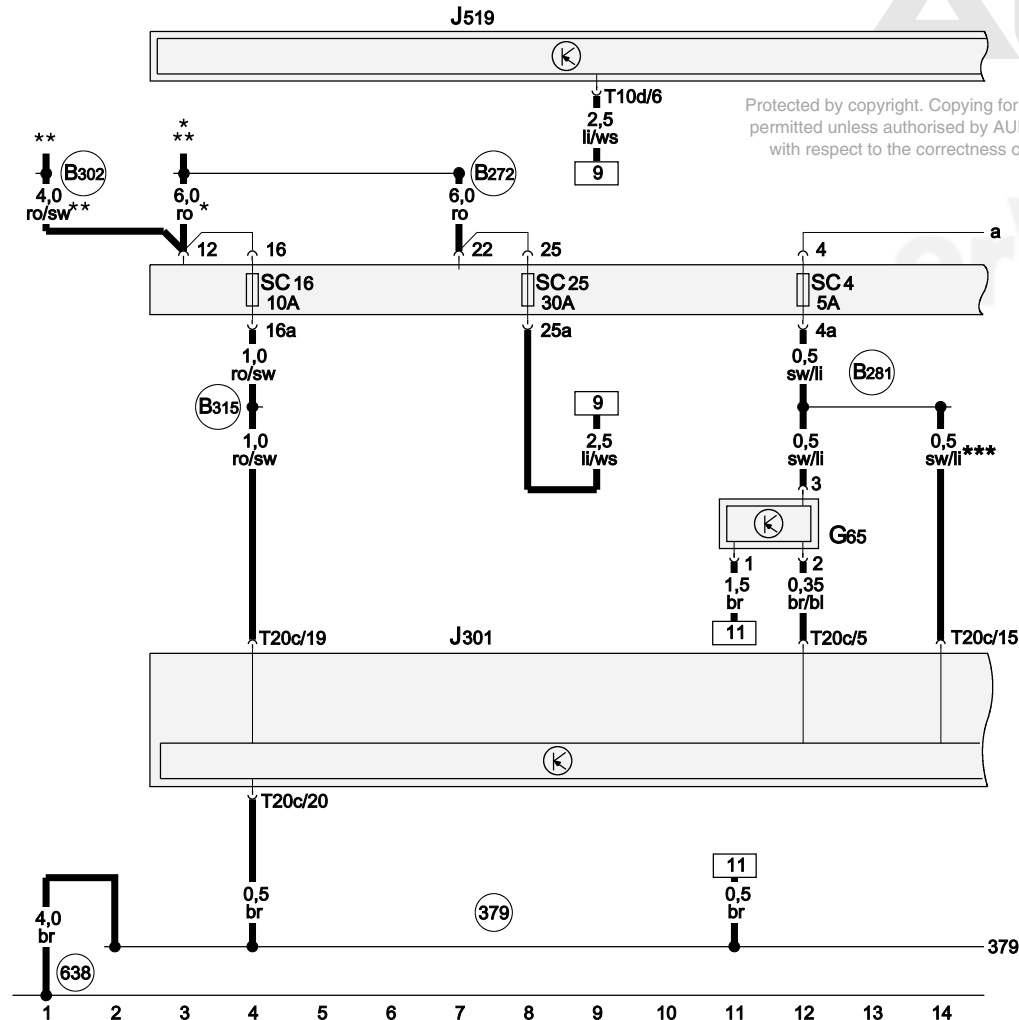 J519
T10d/6
2,5
li/ws
9
Protected by copyright. Copying for
permitted unless authorised by AU
with respect to the correctness o
** B302
* ** B272
4,0
ro/sw**
6,0
ro *
6,0
ro
12 16 22 25 4 a
SC16
10A
SC25
30A
SC4
5A
16a 25a 4a
1,0
ro/sw
0,5
sw/li
B281
B315
9
1,0
ro/sw
2,5
li/ws
0,5
sw/li
0,5
sw/li***
3
G65
1 2
1,5
br
0,35
br/bl
11
T20c/19 J301 T20c/5 T20c/15
T20c/20
11
0,5
br
379
0,5
br
4,0
br
379
638
1 2 3 4 5 6 7 8 9 10 11 12 13 14